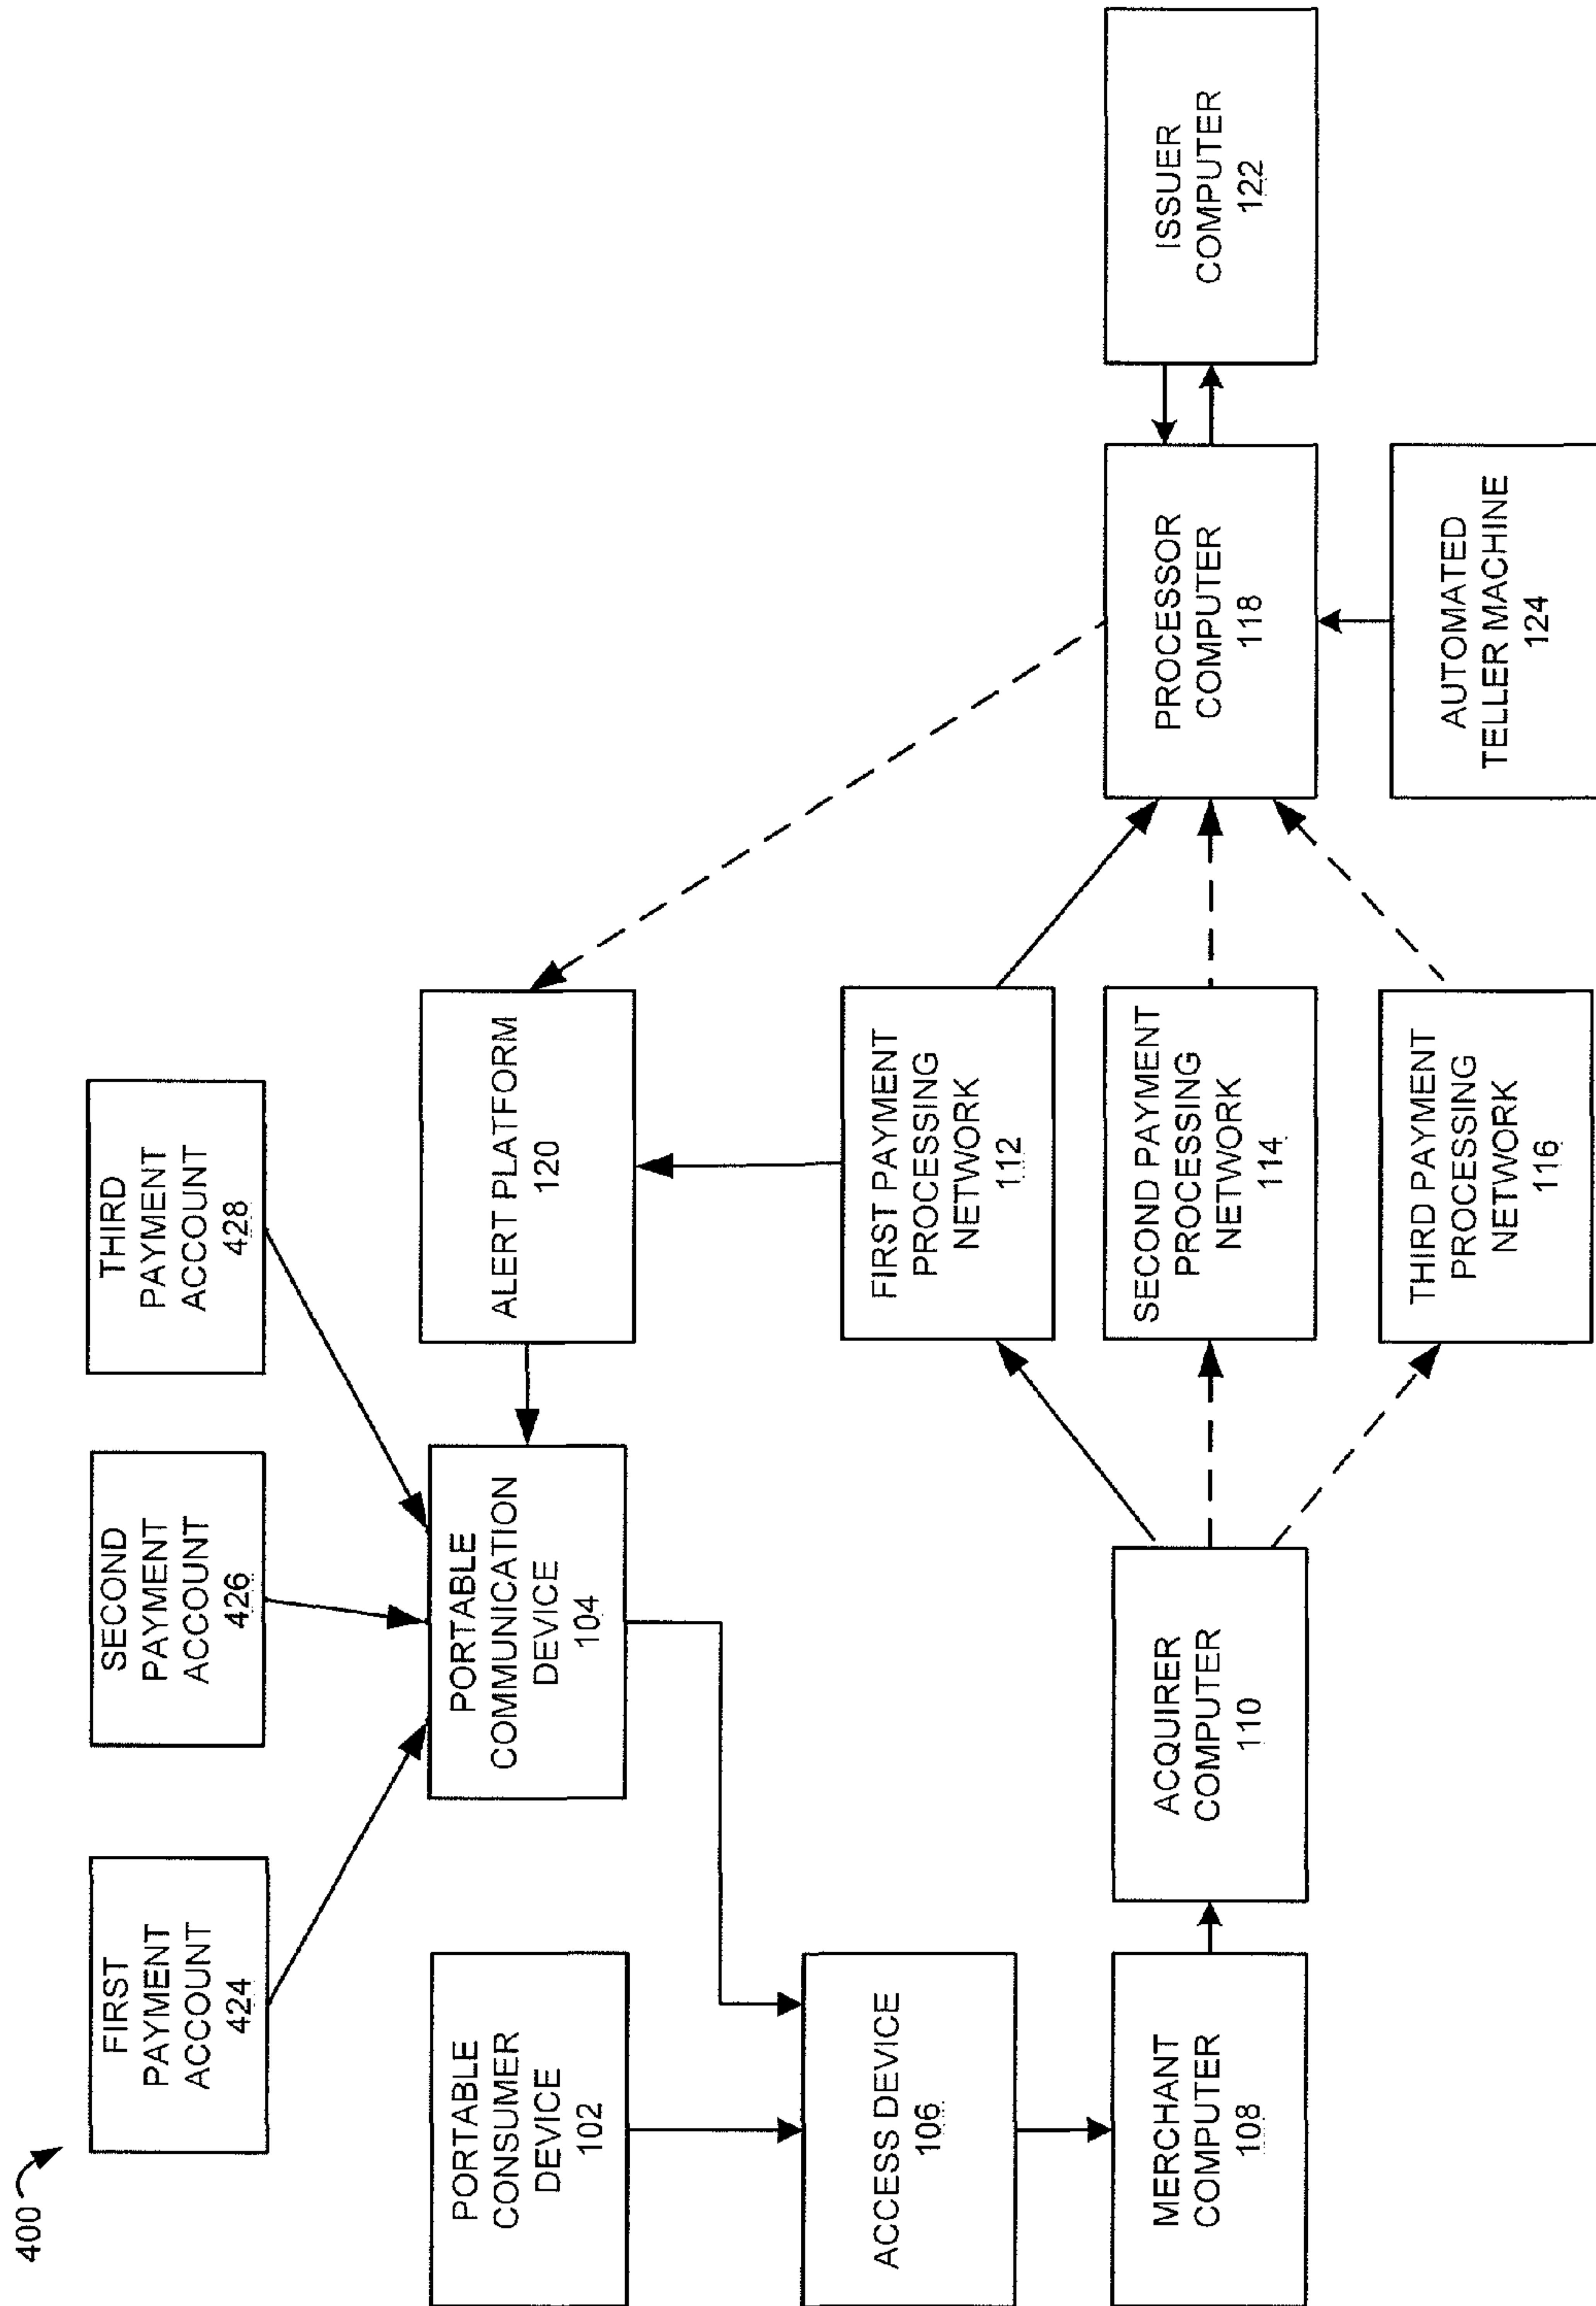 400
FIRST
PAYMENT
ACCOUNT
424
SECOND
PAYMENT
ACCOUNT
426
THIRD
PAYMENT
ACCOUNT
428
PORTABLE
CONSUMER
DEVICE
102
PORTABLE
COMMUNICATION
DEVICE
104
ALERT PLATFORM
120
ACCESS DEVICE
106
FIRST PAYMENT
PROCESSING
NETWORK
112
MERCHANT
COMPUTER
108
ACQUIRER
COMPUTER
110
SECOND PAYMENT
PROCESSING
NETWORK
114
PROCESSOR
COMPUTER
118
ISSUER
COMPUTER
122
THIRD PAYMENT
PROCESSING
NETWORK
116
AUTOMATED
TELLER MACHINE
124